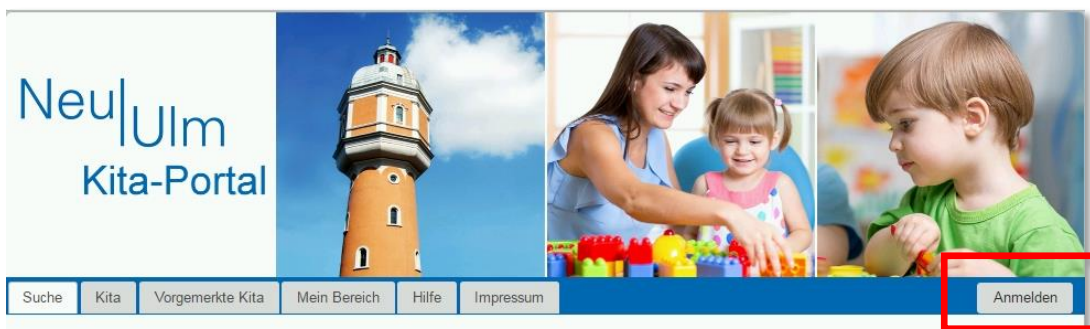 Neu Ulm
Kita-Portal
Suche Kita Vorgemerkte Kita Mein Bereich Hilfe Impressum Anmelden